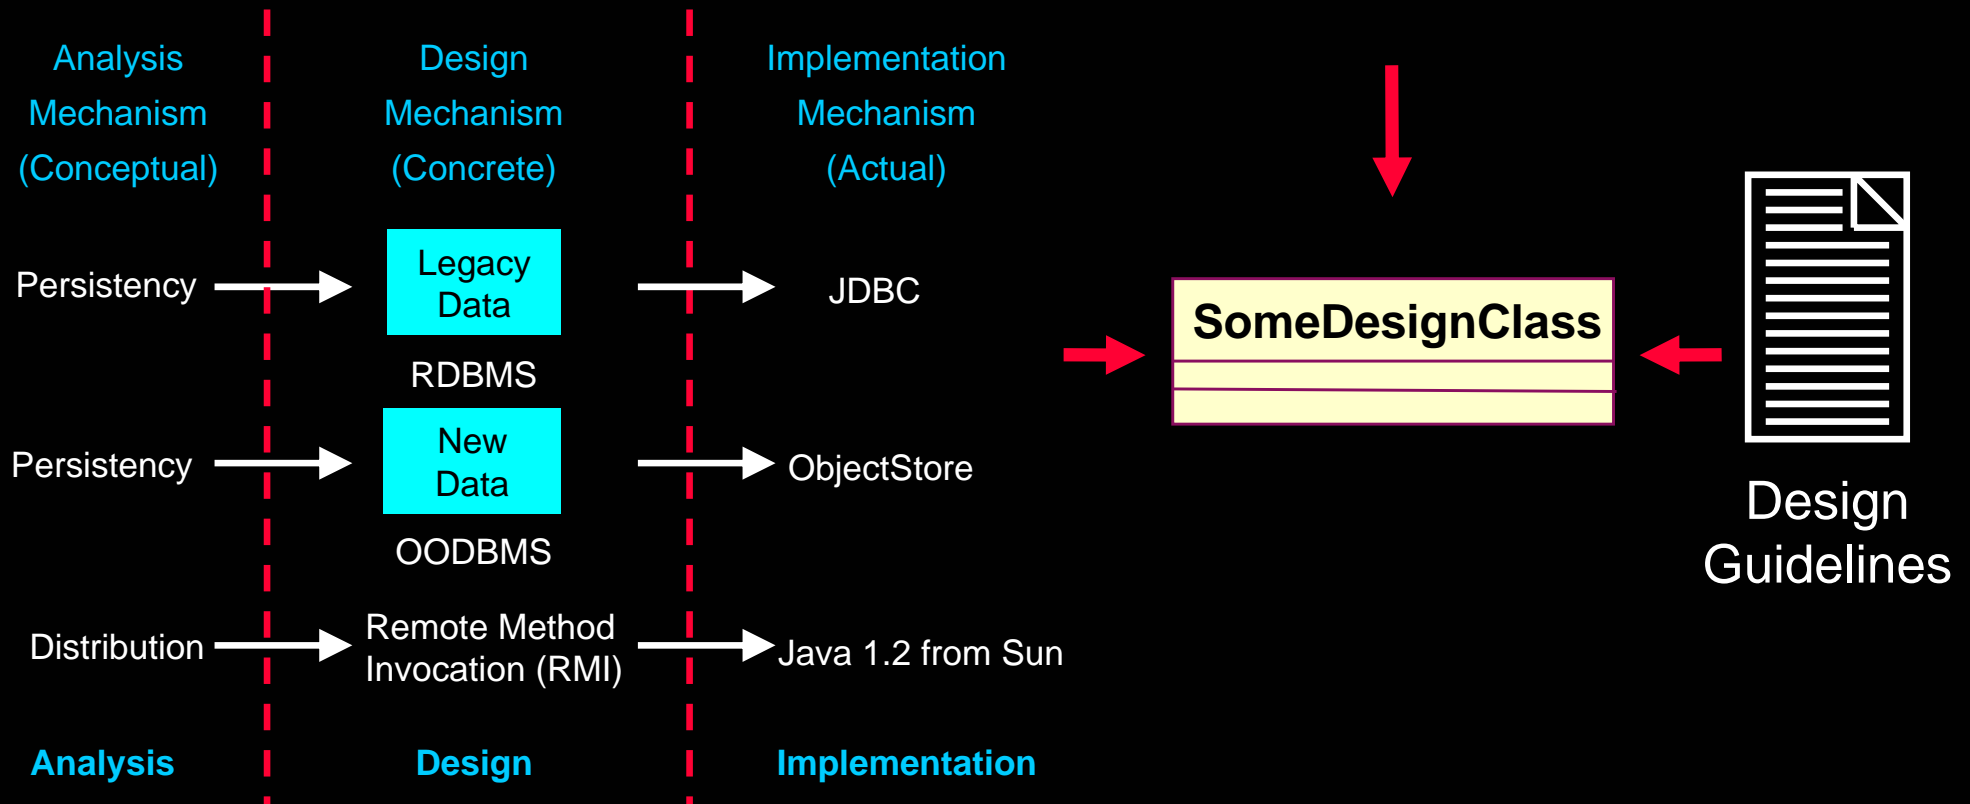 Analysis
Mechanism
(Conceptual)
Design
Mechanism
(Concrete)
Implementation
Mechanism
(Actual)
Persistency
Legacy
Data
RDBMS
JDBC
Persistency
New
Data
OODBMS
ObjectStore
Distribution
Remote Method
Invocation (RMI)
Java 1.2 from Sun
Analysis
Design
Implementation
SomeDesignClass
Design
Guidelines